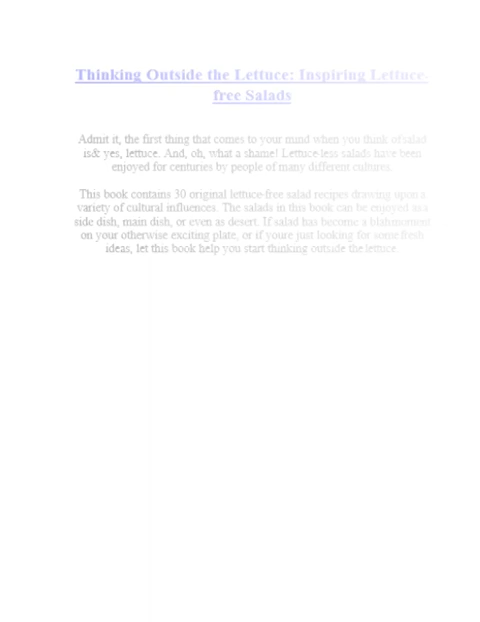 Thinking Outside the Lettuce: Inspiring Lettuce-
free Salads
Admit it, the first thing that comes to your mind when you think of salad
is& yes, lettuce. And, oh, what a shame! Lettuce-less salads have been
enjoyed for centuries by people of many different cultures.
This book contains 30 original lettuce-free salad recipes drawing upon a
variety of cultural influences. The salads in this book can be enjoyed as a
side dish, main dish, or even as desert. If salad has become a blah moment
on your otherwise exciting plate, or if youre just looking for some fresh
ideas, let this book help you start thinking outside the lettuce.